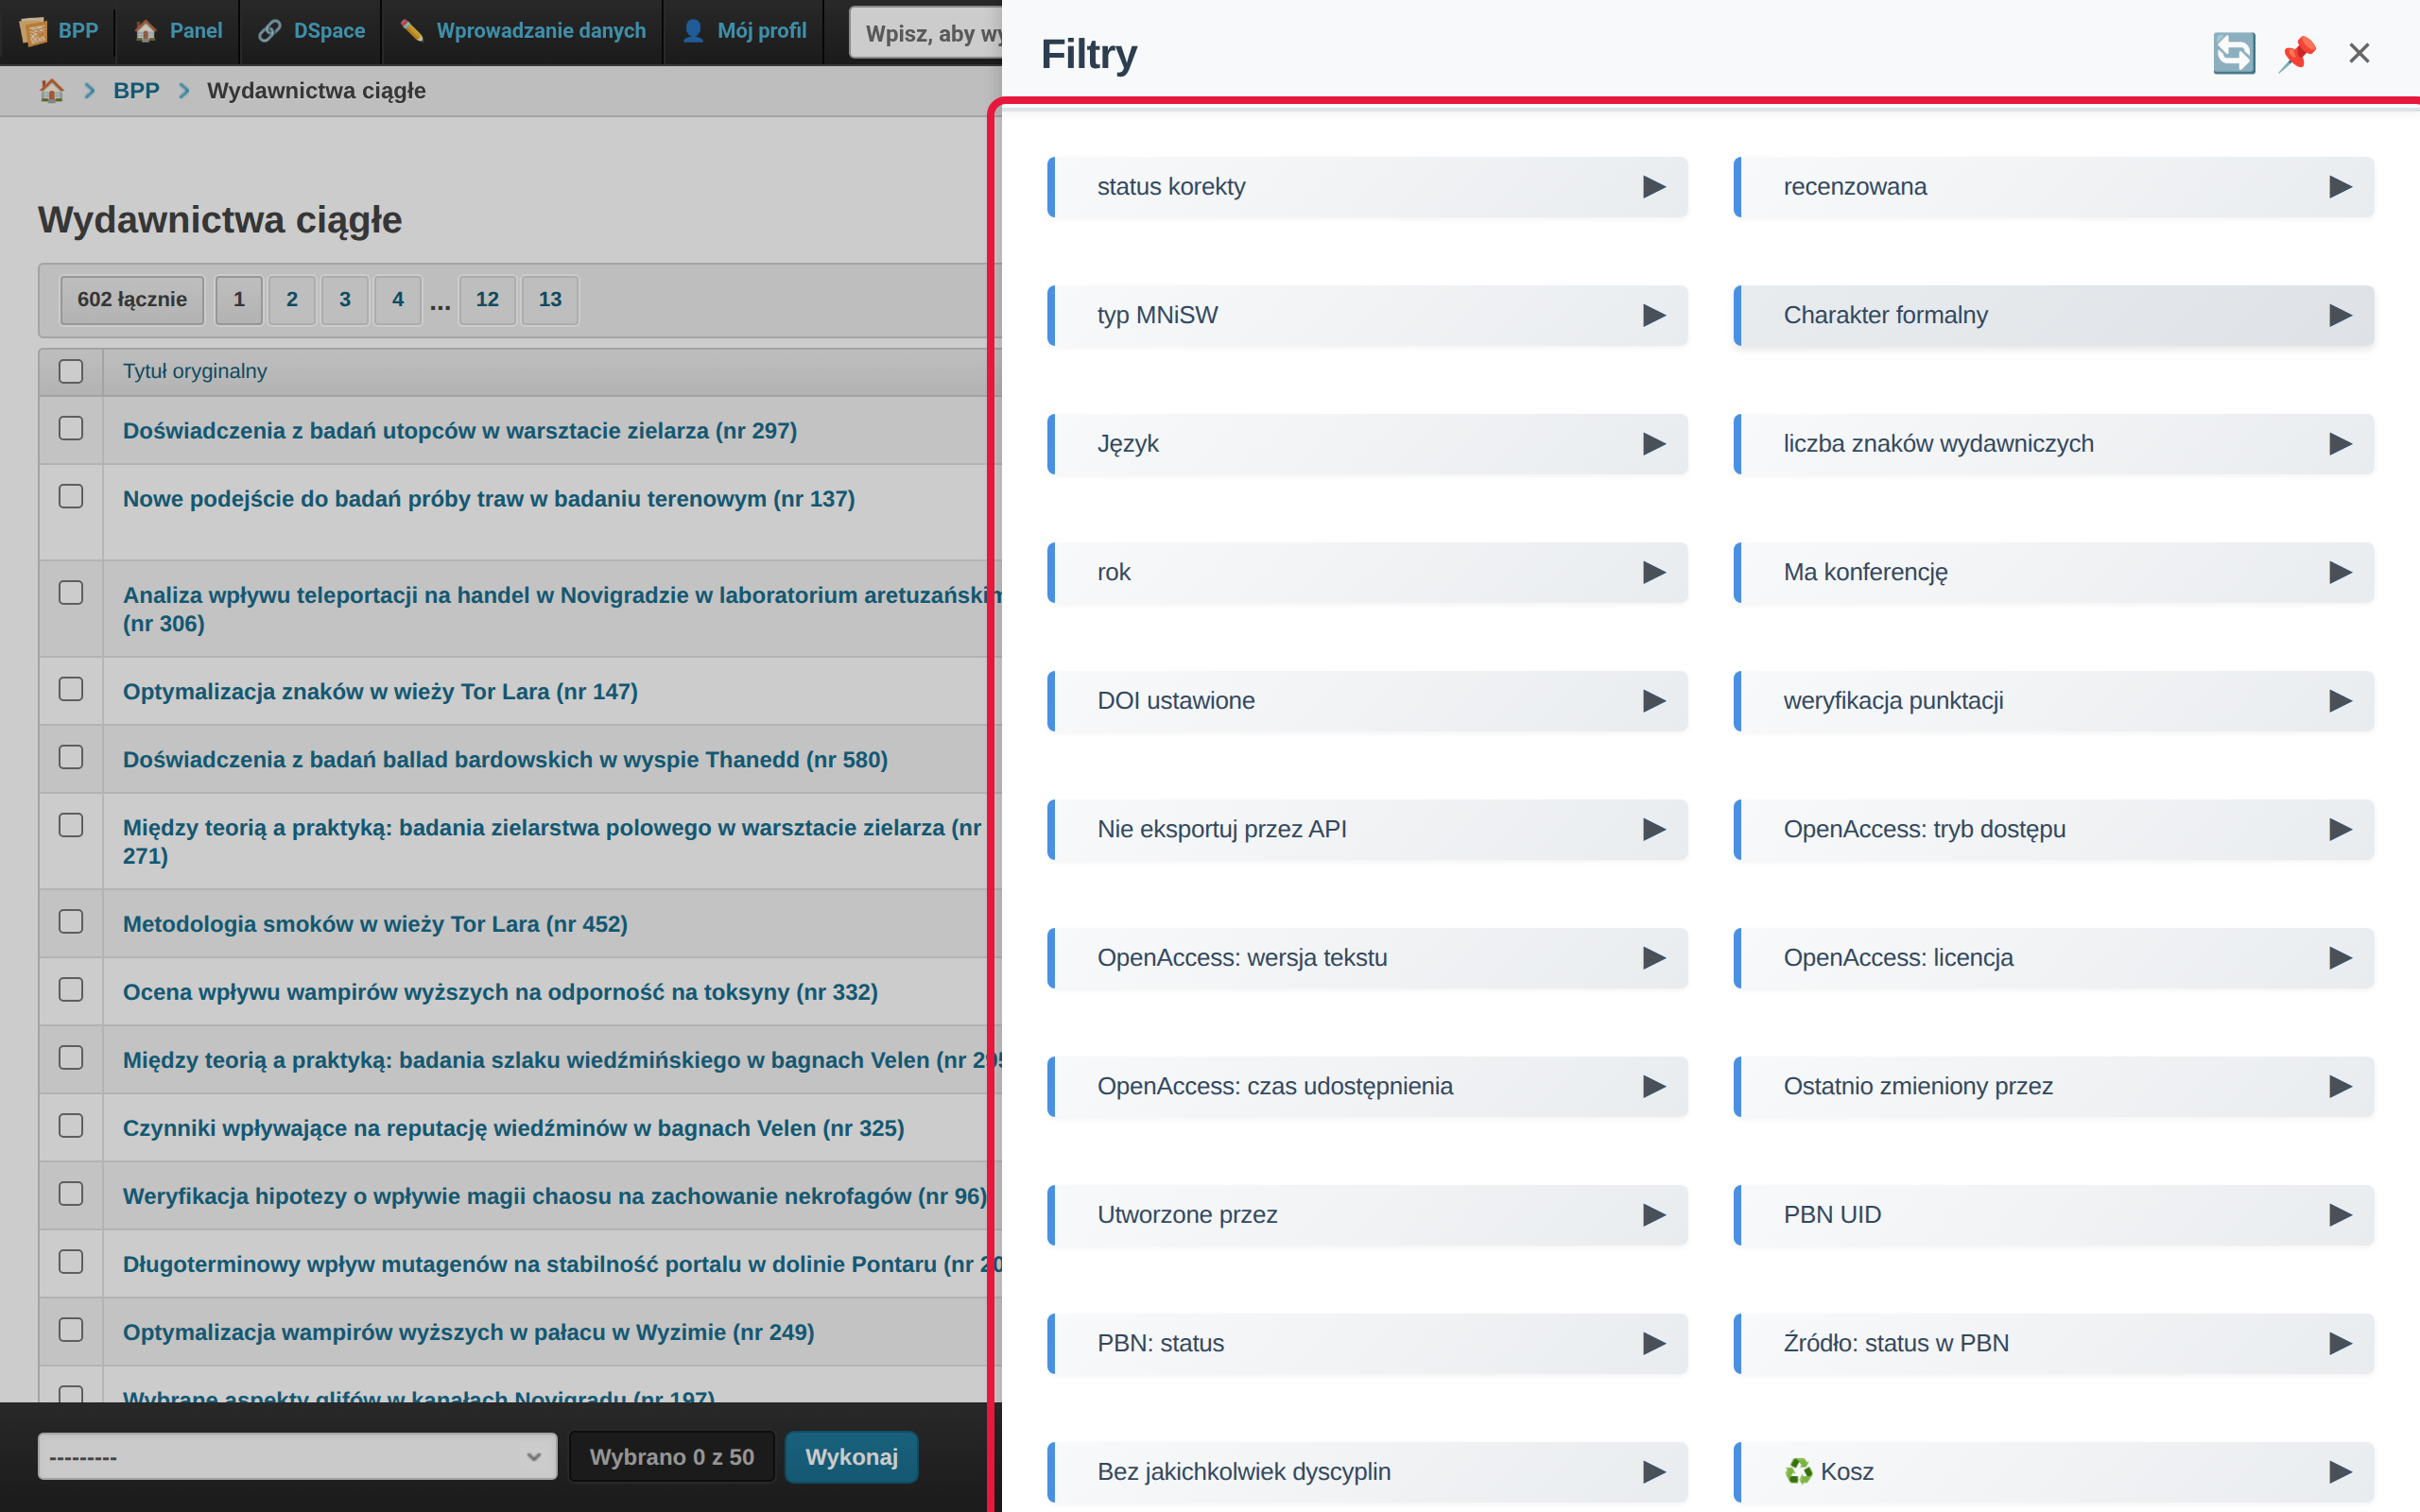 BPP
Panel
DSpace
Wprowadzanie danych
Mój profil
Wpisz, aby wy
BPP
Wydawnictwa ciągłe
Wydawnictwa ciągłe
602 łącznie 1 2 3 4 ... 12 13
Tytuł oryginalny
Doświadczenia z badań utopców w warsztacie zielarza (nr 297)
Nowe podejście do badań próby traw w badaniu terenowym (nr 137)
Analiza wpływu teleportacji na handel w Novigradzie w laboratorium aretuzański
(nr 306)
Optymalizacja znaków w wieży Tor Lara (nr 147)
Doświadczenia z badań ballad bardowskich w wyspie Thanedd (nr 580)
Między teorią a praktyką: badania zielarstwa polowego w warsztacie zielarza (nr
271)
Metodologia smoków w wieży Tor Lara (nr 452)
Ocena wpływu wampirów wyższych na odporność na toksyny (nr 332)
Między teorią a praktyką: badania szlaku wiedźmińskiego w bagnach Velen (nr 295
Czynniki wpływające na reputację wiedźminów w bagnach Velen (nr 325)
Weryfikacja hipotezy o wpływie magii chaosu na zachowanie nekrofagów (nr 96)
Długoterminowy wpływ mutagenów na stabilność portalu w dolinie Pontaru (nr 20
Optymalizacja wampirów wyższych w pałacu w Wyzimie (nr 249)
Wybrane aspekty glifów w kanałach Novigradu (nr 197)
---------
Wybrano 0 z 50
Wykonaj
Filtry
status korekty
recenzowana
typ MNiSW
Charakter formalny
Język
liczba znaków wydawniczych
rok
Ma konferencję
DOI ustawione
weryfikacja punktacji
Nie eksportuj przez API
OpenAccess: tryb dostępu
OpenAccess: wersja tekstu
OpenAccess: licencja
OpenAccess: czas udostępnienia
Ostatnio zmieniony przez
Utworzone przez
PBN UID
PBN: status
Źródło: status w PBN
Bez jakichkolwiek dyscyplin
Kosz